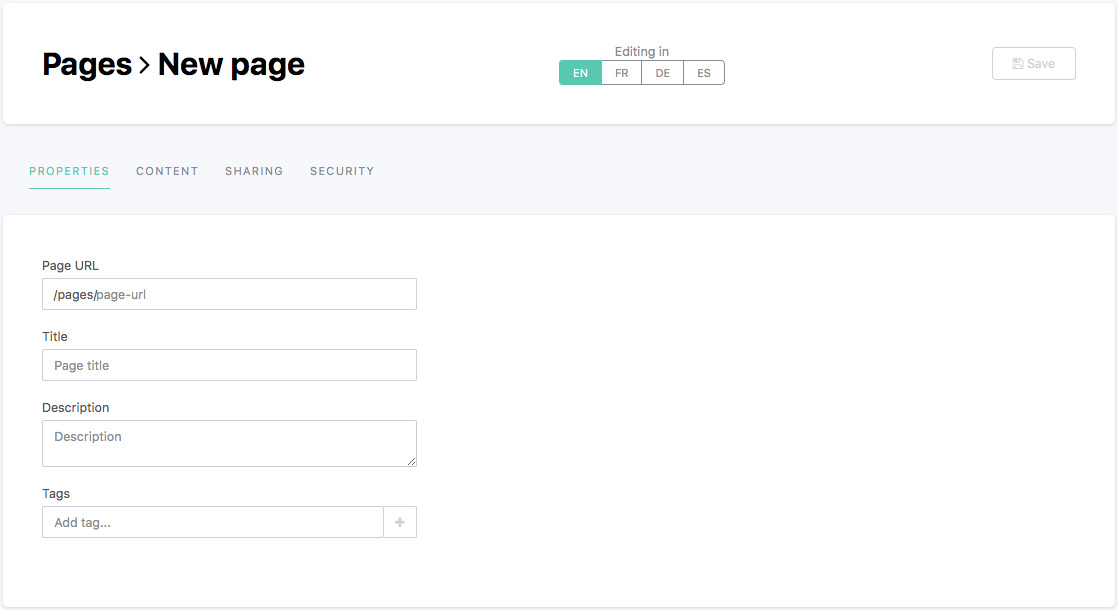 Pages > New page
Editing in
EN FR DE ES
Save
PROPERTIES CONTENT SHARING SECURITY
Page URL
/pages/page-url
Title
Page title
Description
Description
Tags
Add tag...